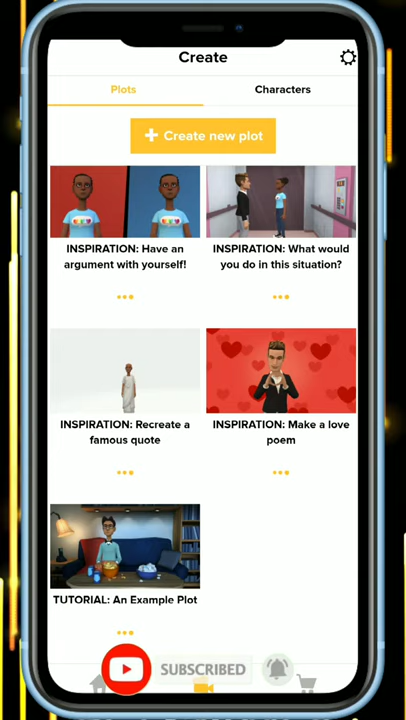 Create
Plots
Characters
+ Create new plot
INSPIRATION: Have an
argument with yourself!
INSPIRATION: What would
you do in this situation?
INSPIRATION: Recreate a
famous quote
INSPIRATION: Make a love
poem
TUTORIAL: An Example Plot
SUBSCRIBED